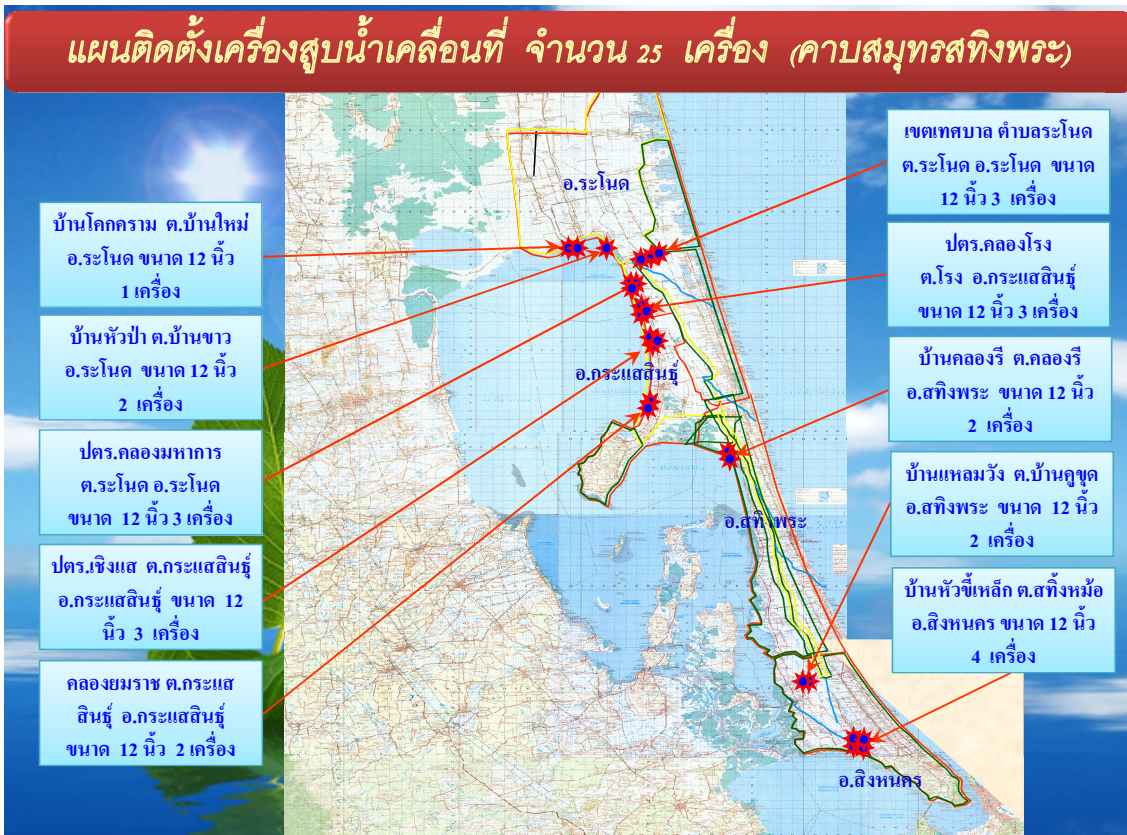 แผนติดตั้งเครื่องสูบน้ำเคลื่อนที่ จำนวน 25 เครื่อง (คาบสมุทรสทิงพระ)
บ้านโคกคราม ต.บ้านใหม่
อ.ระโนด ขนาด 12 นิ้ว
1 เครื่อง
บ้านหัวป่า ต.บ้านขาว
อ.ระโนด ขนาด 12 นิ้ว
2 เครื่อง
ปตร.คลองมหาการ
ต.ระโนด อ.ระโนด
ขนาด 12 นิ้ว 3 เครื่อง
ปตร.เชิงแส ต.กระแสสินธุ์
อ.กระแสสินธุ์ ขนาด 12
นิ้ว 3 เครื่อง
คลองยมราช ต.กระแส
สินธุ์ อ.กระแสสินธุ์
ขนาด 12 นิ้ว 2 เครื่อง
อ.ระโนด
อ.กระแสสินธุ์
อ.สทิงพระ
อ.สิงหนคร
เขตเทศบาล ตำบลระโนด
ต.ระโนด อ.ระโนด ขนาด
12 นิ้ว 3 เครื่อง
ปตร.คลองโรง
ต.โรง อ.กระแสสินธุ์
ขนาด 12 นิ้ว 3 เครื่อง
บ้านคลองรี ต.คลองรี
อ.สทิงพระ ขนาด 12 นิ้ว
2 เครื่อง
บ้านแหลมวัง ต.บ้านคูขุด
อ.สทิงพระ ขนาด 12 นิ้ว
2 เครื่อง
บ้านหัวขี้เหล็ก ต.สทิ้งหม้อ
อ.สิงหนคร ขนาด 12 นิ้ว
4 เครื่อง